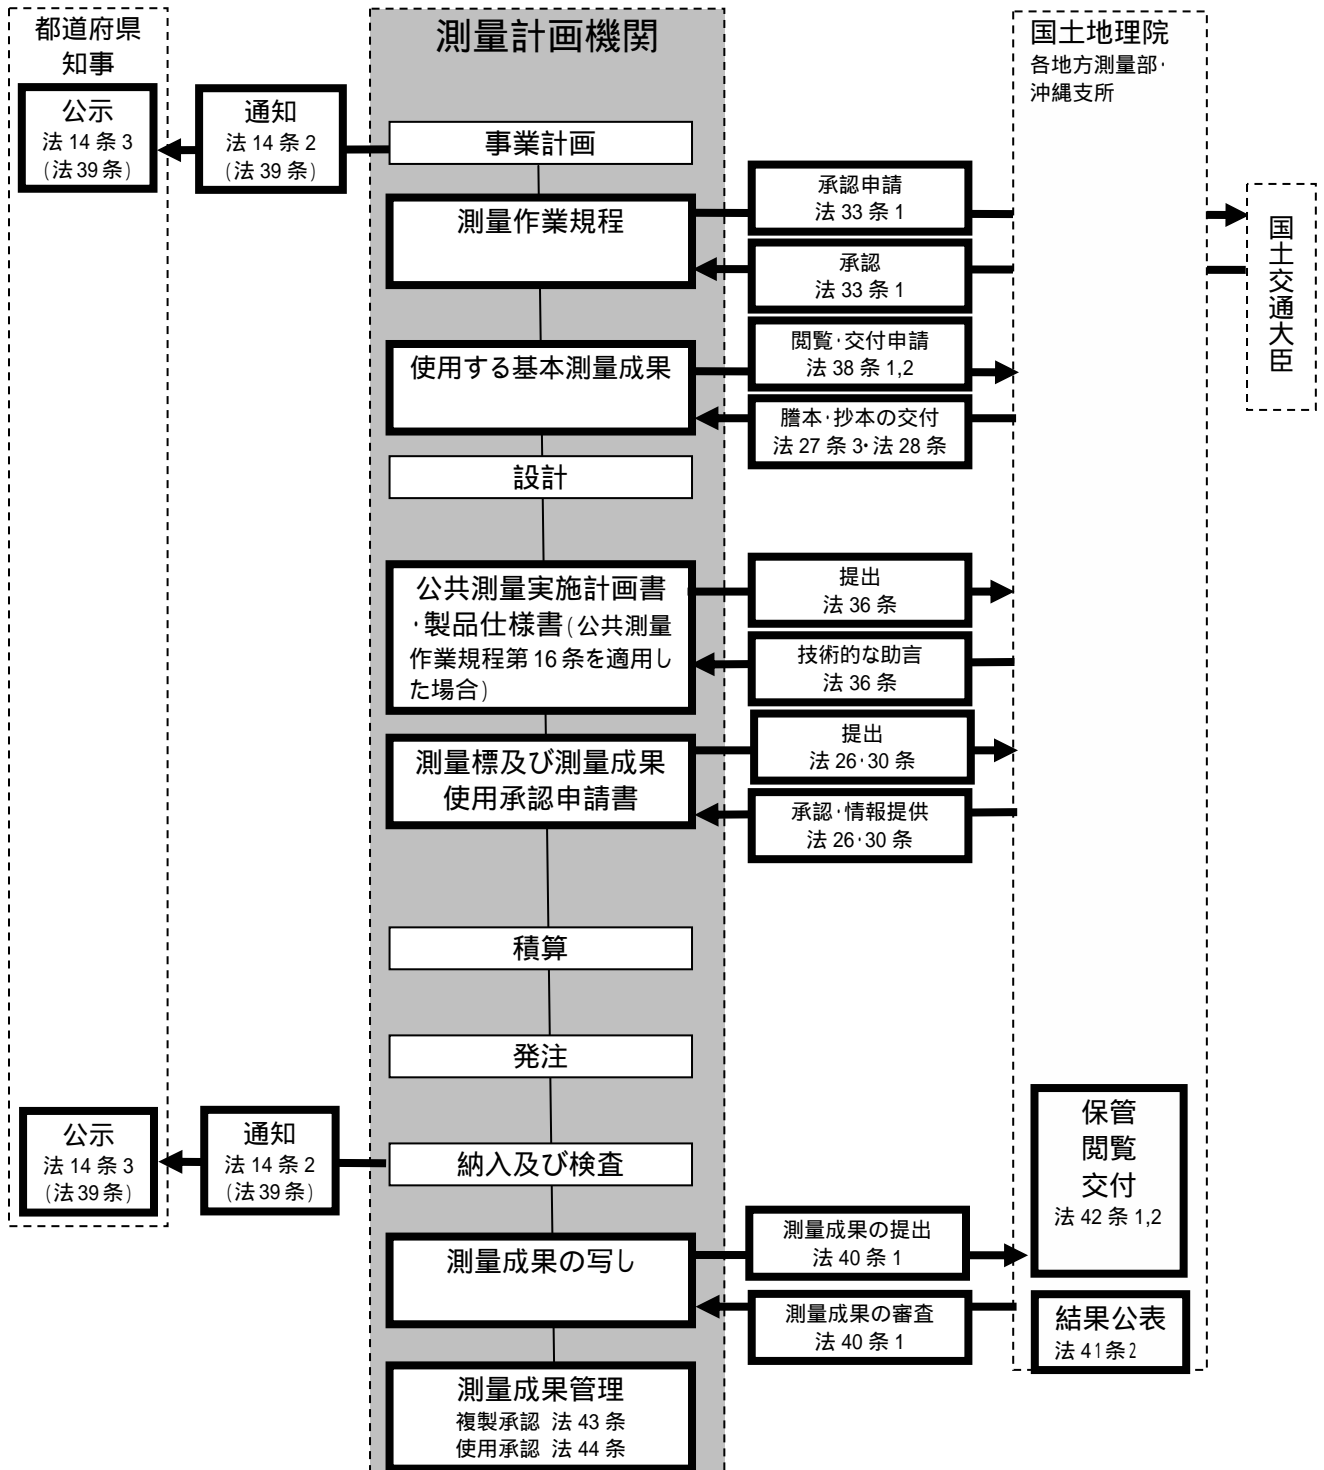 都道府県
知事
公示
法 14 条 3
(法 39 条)
通知
法 14 条 2
(法 39 条)
測量計画機関
事業計画
測量作業規程
承認申請
法 33 条 1
承認
法 33 条 1
国土地理院
各地方測量部・
沖縄支所
国土交通大臣
使用する基本測量成果
閲覧・交付申請
法 38 条 1,2
謄本・抄本の交付
法 27 条 3・法 28 条
設計
公共測量実施計画書
・製品仕様書(公共測量
作業規程第 16 条を適用し
た場合)
提出
法 36 条
技術的な助言
法 36 条
測量標及び測量成果
使用承認申請書
提出
法 26・30 条
承認・情報提供
法 26・30 条
積算
発注
公示
法 14 条 3
(法 39 条)
通知
法 14 条 2
(法 39 条)
納入及び検査
測量成果の写し
測量成果の提出
法 40 条 1
測量成果の審査
法 40 条 1
保管
閲覧
交付
法 42 条 1,2
結果公表
法 41条2
測量成果管理
複製承認 法 43 条
使用承認 法 44 条